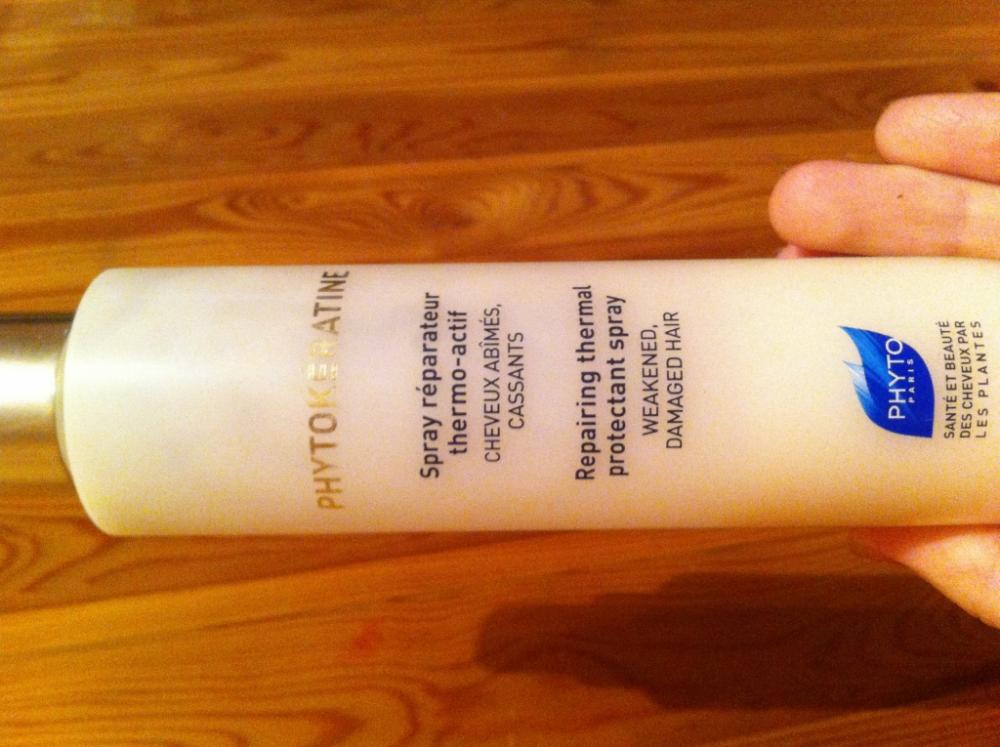 PHYTOKÉRATINE
Spray réparateur
thermo-actif
CHEVEUX ABÎMÉS,
CASSANTS
Repairing thermal
protectant spray
WEAKENED,
DAMAGED HAIR
PHYTO
PARIS
SANTÉ ET BEAUTÉ
DES CHEVEUX PAR
LES PLANTES